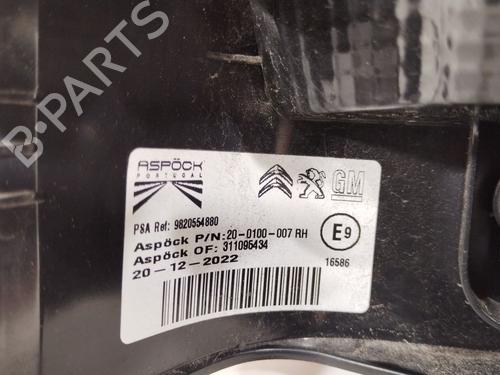 ASPÖCK
PORTUGAL
GM
PSA Ref: 9820554880
Aspöck P/N: 20-0100-007 RH
Aspöck OF: 311095434
20-12-2022
E9
16586
B-PARTS